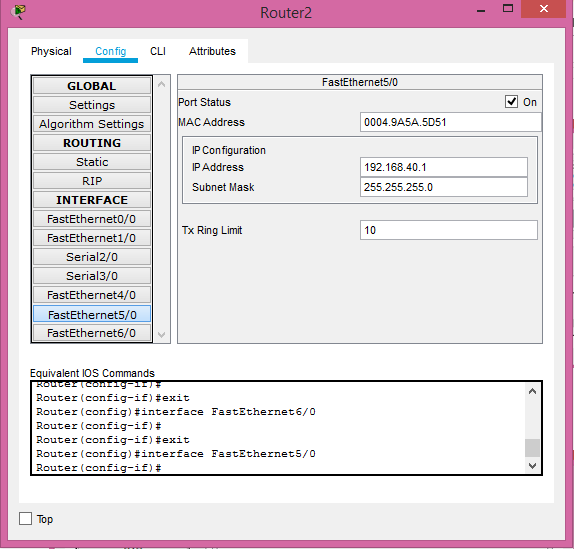 Router2
Physical Config CLI Attributes
GLOBAL
Settings
Algorithm Settings
ROUTING
Static
RIP
INTERFACE
FastEthernet0/0
FastEthernet1/0
Serial2/0
Serial3/0
FastEthernet4/0
FastEthernet5/0
FastEthernet6/0
FastEthernet5/0
Port Status On
MAC Address 0004.9A5A.5D51
IP Configuration
IP Address 192.168.40.1
Subnet Mask 255.255.255.0
Tx Ring Limit 10
Equivalent IOS Commands
Router(config-if)#
Router(config-if)#exit
Router(config)#interface FastEthernet6/0
Router(config-if)#
Router(config-if)#exit
Router(config)#interface FastEthernet5/0
Router(config-if)#
Top